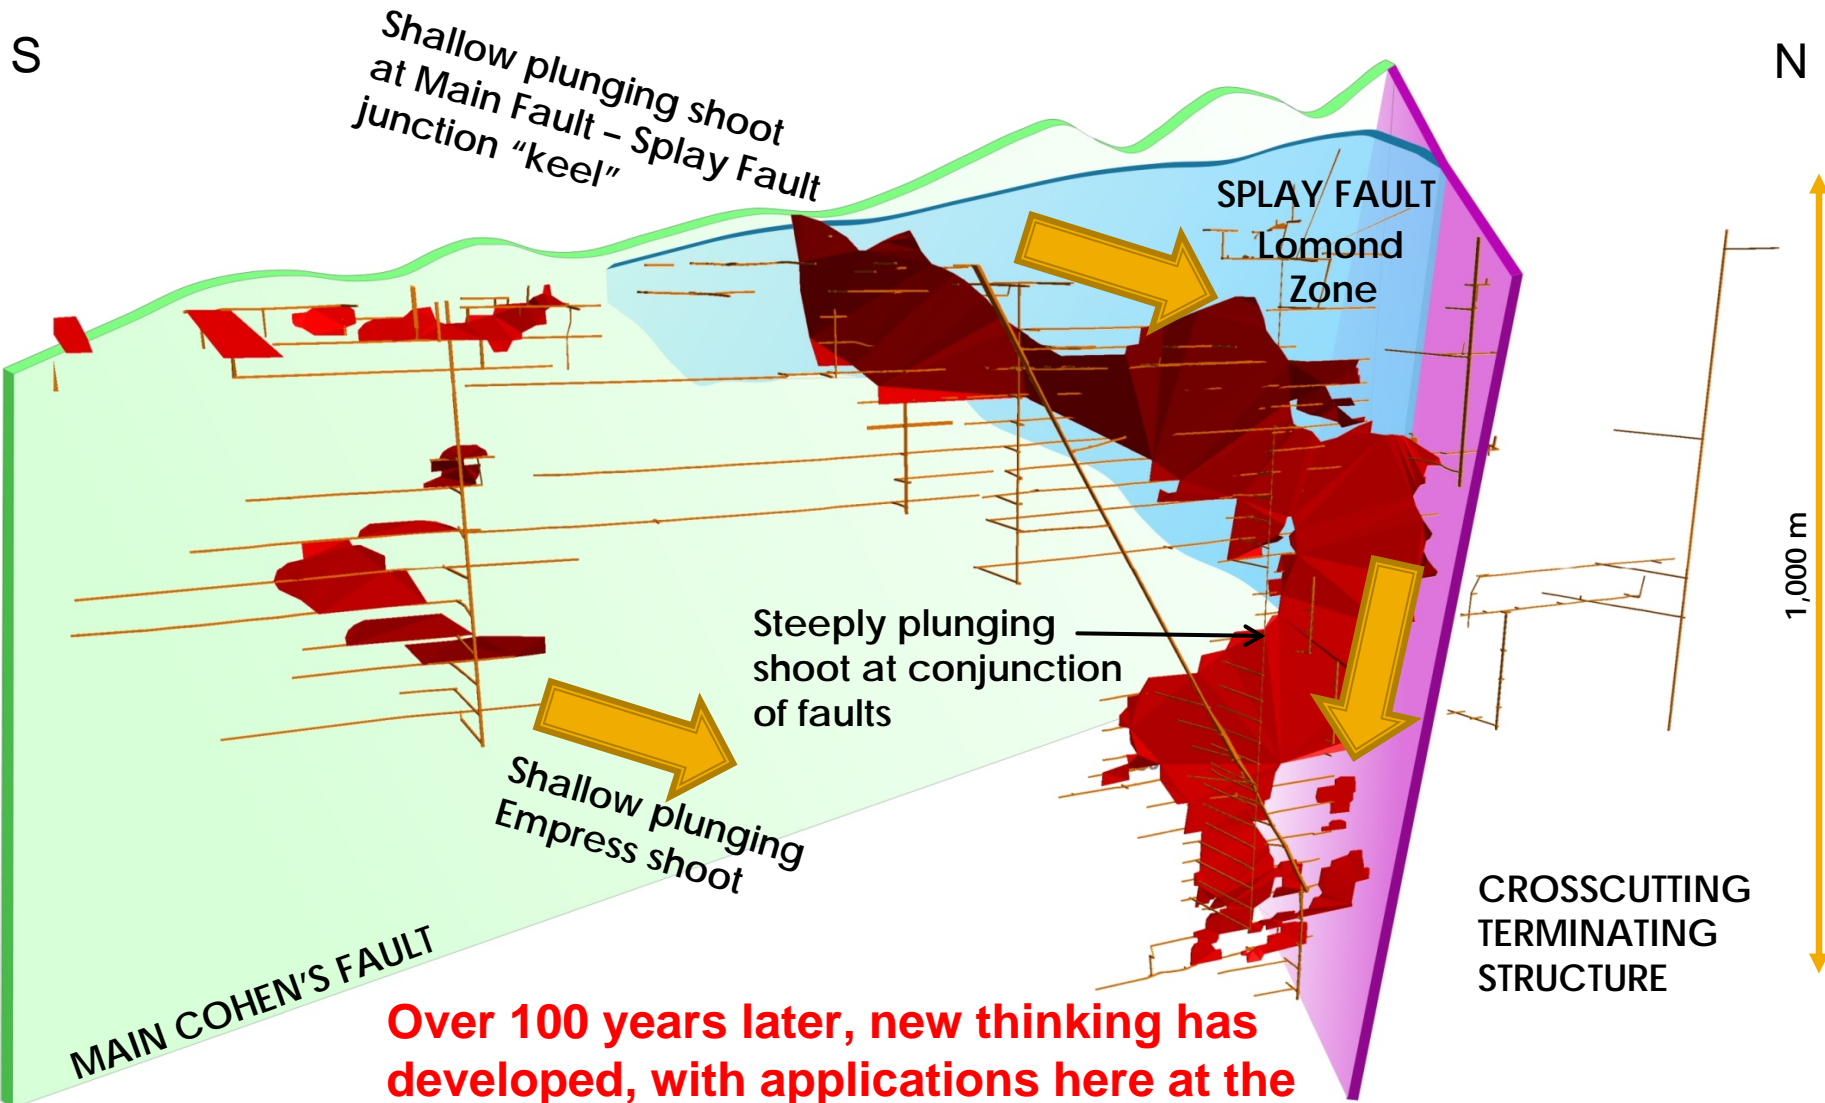 S
Shallow plunging shoot
at Main Fault – Splay Fault
junction “keel”
N
SPLAY FAULT
Lomond
Zone
1,000 m
Steeply plunging
shoot at conjunction
of faults
Shallow plunging
Empress shoot
CROSSCUTTING
TERMINATING
STRUCTURE
MAIN COHEN’S FAULT
Over 100 years later, new thinking has
developed, with applications here at the